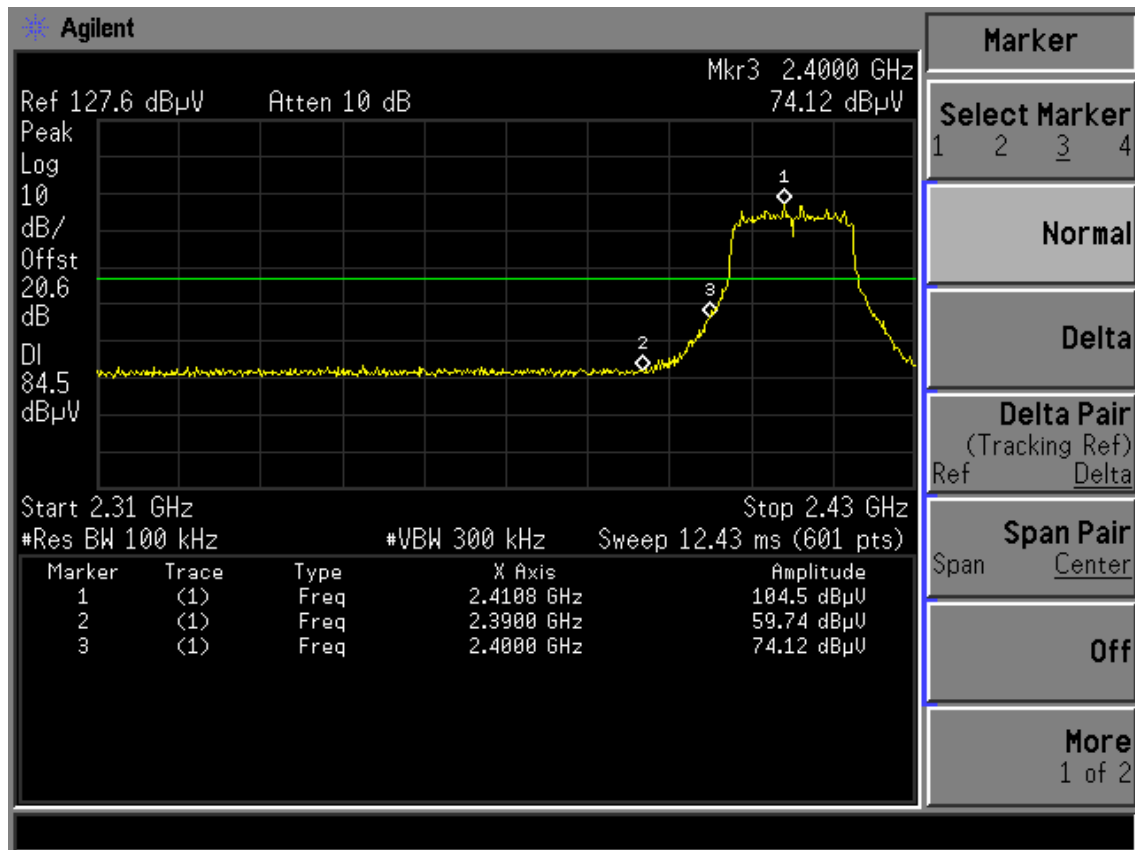 Agilent
Marker
Mkr3 2.4000 GHz
Ref 127.6 dBµV Atten 10 dB 74.12 dBµV
Peak
Log
10
dB/
Offst
20.6
dB
DI
84.5
dBµV
1
3
2
Start 2.31 GHz Stop 2.43 GHz
#Res BW 100 kHz #VBW 300 kHz Sweep 12.43 ms (601 pts)
Marker Trace Type X Axis Amplitude
1 (1) Freq 2.4108 GHz 104.5 dBµV
2 (1) Freq 2.3900 GHz 59.74 dBµV
3 (1) Freq 2.4000 GHz 74.12 dBµV
Select Marker
1 2 3 4
Normal
Delta
Delta Pair
(Tracking Ref)
Ref Delta
Span Pair
Span Center
Off
More
1 of 2